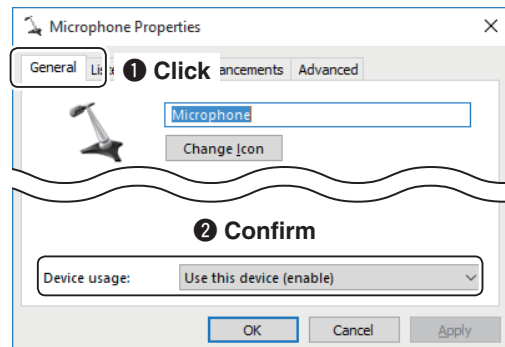 Microphone Properties
General ❶ Click Advanced
Microphone
Change Icon
❷ Confirm
Device usage: Use this device (enable)
OK Cancel Apply